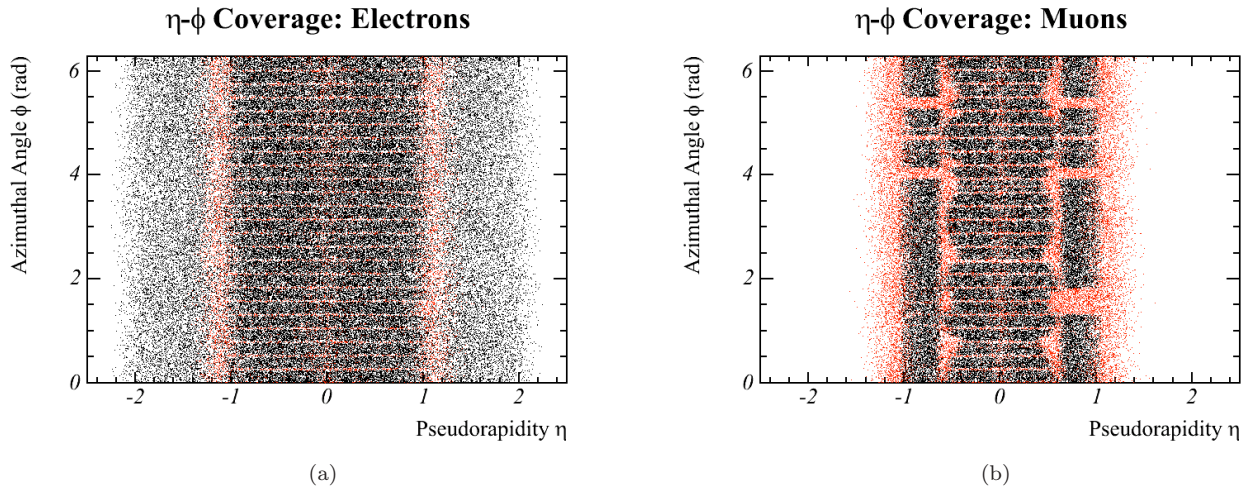 η-ϕ Coverage: Electrons
Azimuthal Angle ϕ (rad)
6
4
2
0
-2 -1 0 1 2
Pseudorapidity η
(a)
η-ϕ Coverage: Muons
Azimuthal Angle ϕ (rad)
6
4
2
0
-2 -1 0 1 2
Pseudorapidity η
(b)